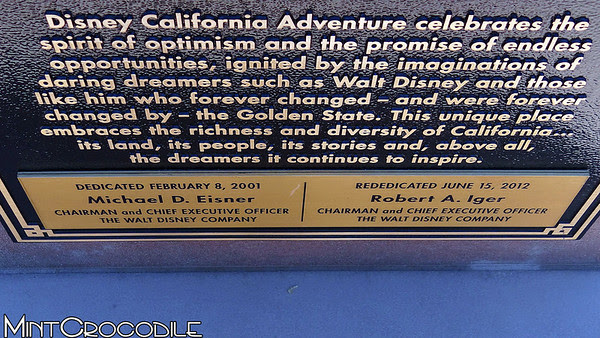 Disney California Adventure celebrates the
spirit of optimism and the promise of endless
opportunities, ignited by the imaginations of
daring dreamers such as Walt Disney and those
like him who forever changed – and were forever
changed by – the Golden State. This unique place
embraces the richness and diversity of California...
its land, its people, its stories and, above all,
the dreamers it continues to inspire.
DEDICATED FEBRUARY 8, 2001
Michael D. Eisner
CHAIRMAN and CHIEF EXECUTIVE OFFICER
THE WALT DISNEY COMPANY
REDEDICATED JUNE 15, 2012
Robert A. Iger
CHAIRMAN and CHIEF EXECUTIVE OFFICER
THE WALT DISNEY COMPANY
MINTCROCODILE